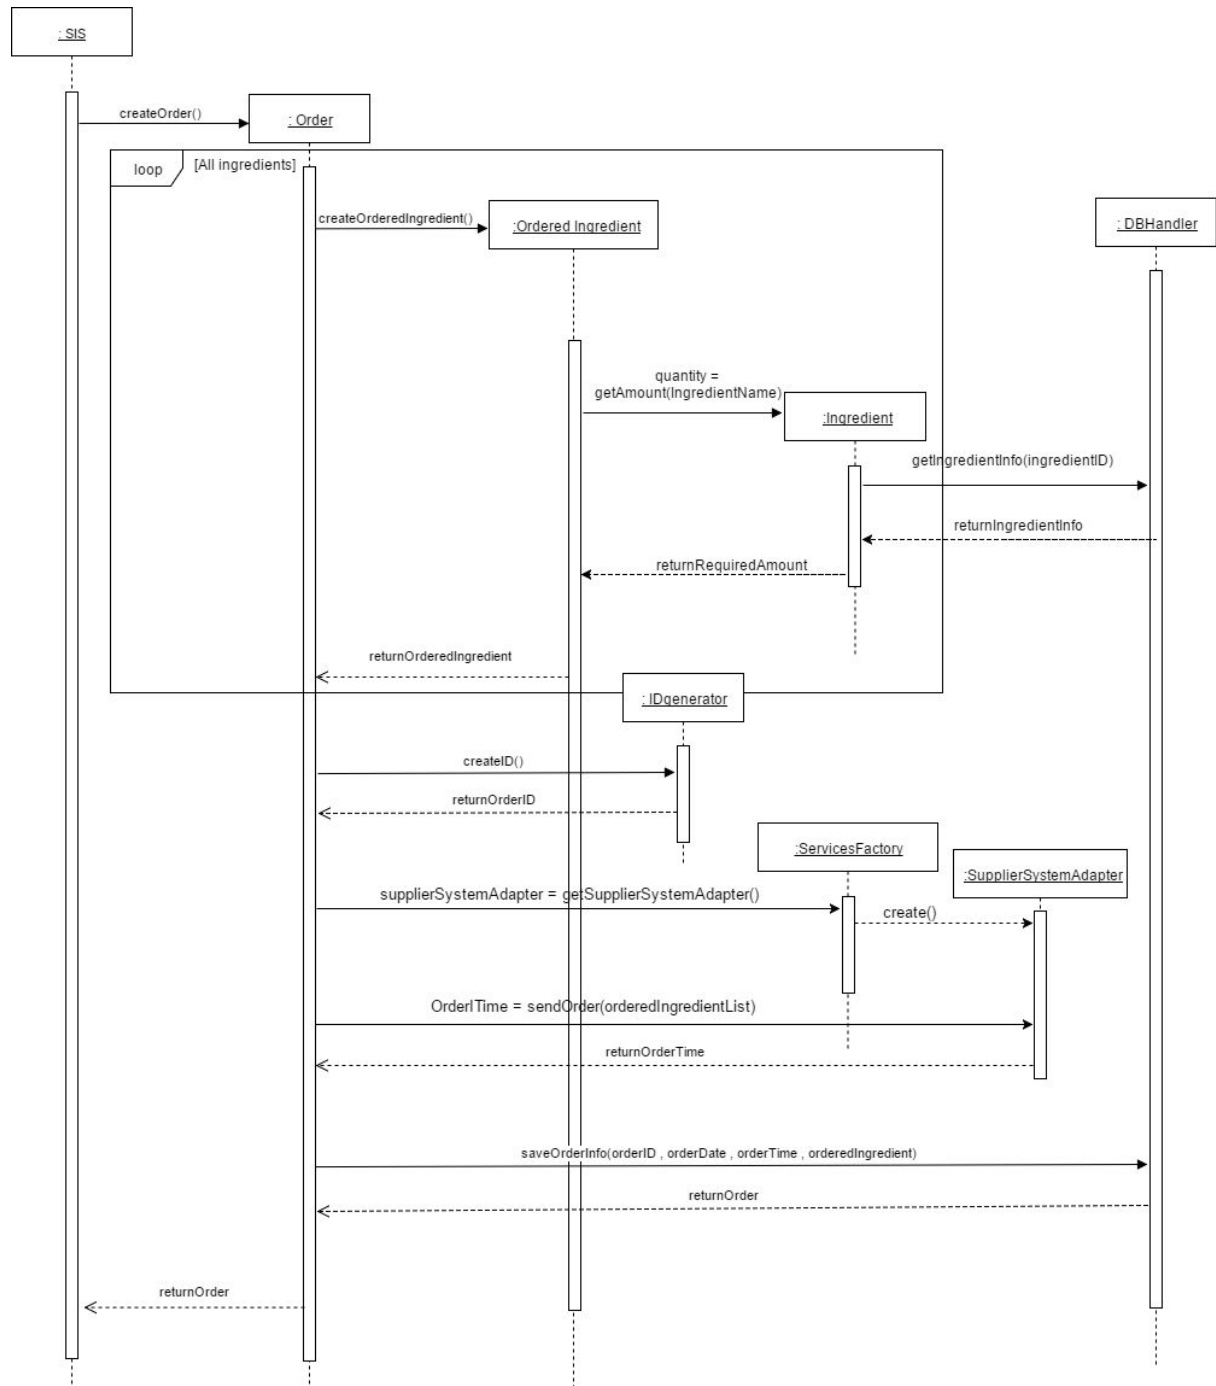 : SIS
createOrder()
: Order
loop
[All ingredients]
createOrderedIngredient()
:Ordered Ingredient
: DBHandler
quantity =
getAmount(IngredientName)
:Ingredient
getIngredientInfo(ingredientID)
returnIngredientInfo
returnRequiredAmount
returnOrderedIngredient
: IDgenerator
createID()
returnOrderID
:ServicesFactory
:SupplierSystemAdapter
supplierSystemAdapter = getSupplierSystemAdapter()
create()
OrderITime = sendOrder(orderedIngredientList)
returnOrderTime
saveOrderInfo(orderID , orderDate , orderTime , orderedIngredient)
returnOrder
returnOrder